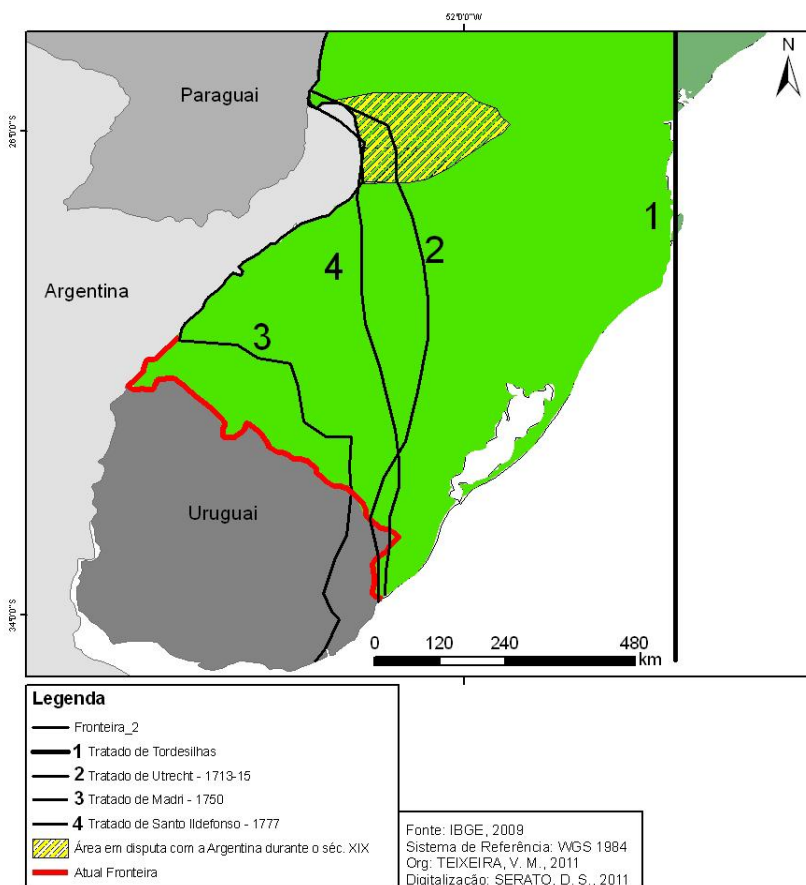 52°0'0"W
N
Paraguai
26°0'0"S
1
2
4
Argentina
3
Uruguai
34°0'0"S
0 120 240 480
km
Legenda
Fronteira_2
1 Tratado de Tordesilhas
2 Tratado de Utrecht - 1713-15
3 Tratado de Madri - 1750
4 Tratado de Santo Ildefonso - 1777
Área em disputa com a Argentina durante o séc. XIX
Atual Fronteira
Fonte: IBGE, 2009
Sistema de Referência: WGS 1984
Org: TEIXEIRA, V. M., 2011
Digitalização: SERATO, D. S., 2011